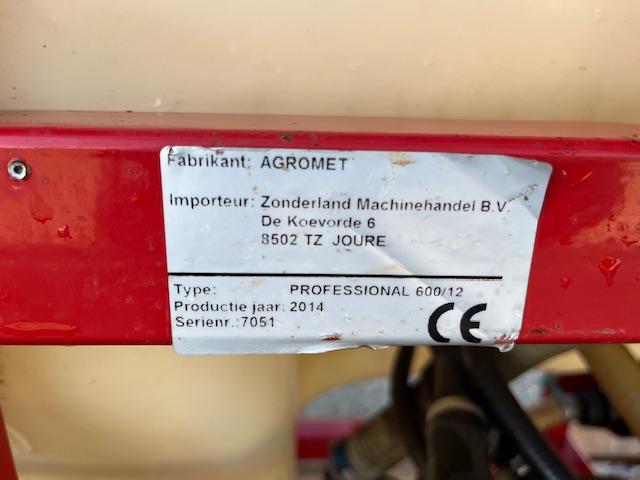 Fabrikant: AGROMET
Importeur: Zonderland Machinehandel B.V.
De Koevorde 6
8502 TZ JOURE
Type: PROFESSIONAL 600/12
Productie jaar: 2014
Serienr.:7051
CE